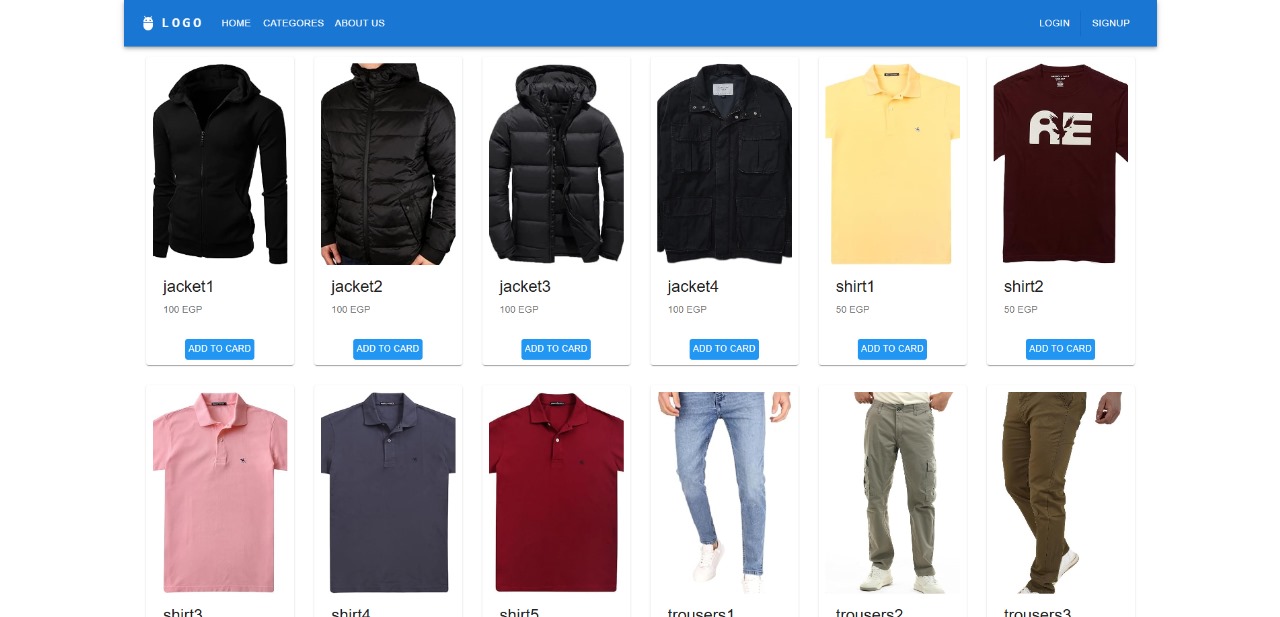 LOGO HOME CATEGORES ABOUT US LOGIN SIGNUP
RE
jacket1 jacket2 jacket3 jacket4 shirt1 shirt2
100 EGP 100 EGP 100 EGP 100 EGP 50 EGP 50 EGP
ADD TO CARD ADD TO CARD ADD TO CARD ADD TO CARD ADD TO CARD ADD TO CARD
shirt3 shirt4 shirt5 trousers1 trousers2 trousers3